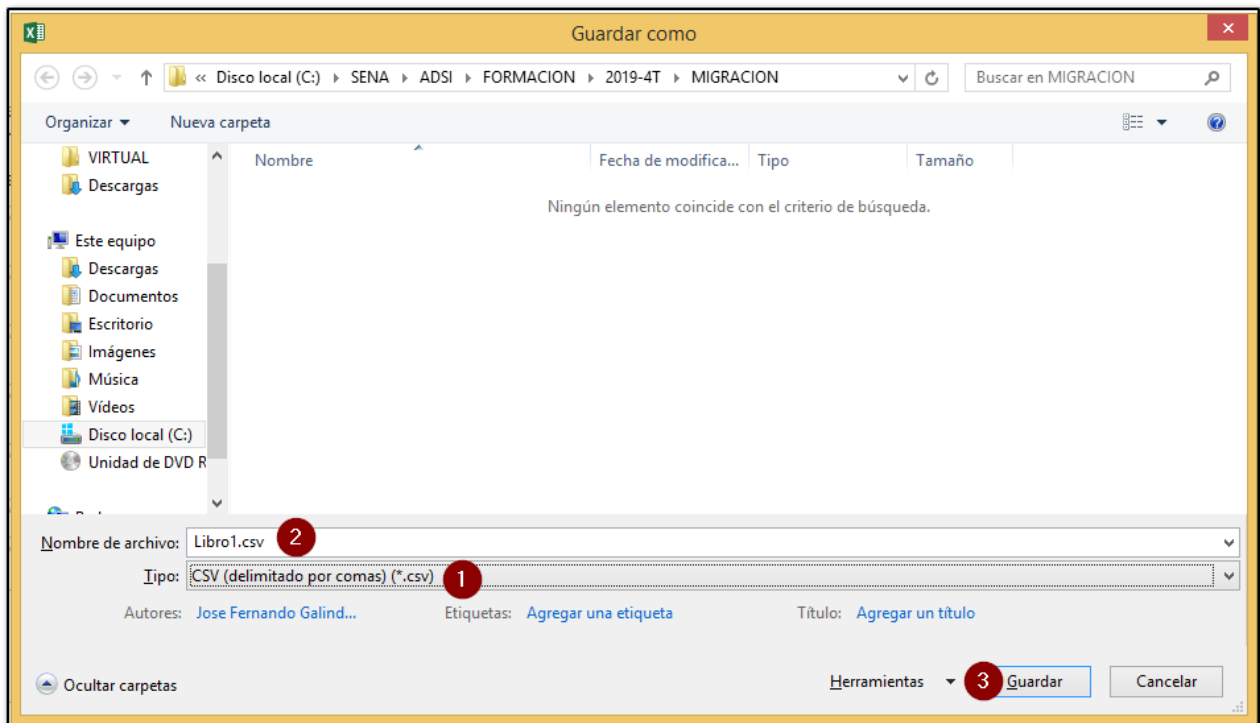 Guardar como
« Disco local (C:) ▸ SENA ▸ ADSI ▸ FORMACION ▸ 2019-4T ▸ MIGRACION
Buscar en MIGRACION
Organizar
Nueva carpeta
VIRTUAL
Descargas
Este equipo
Descargas
Documentos
Escritorio
Imágenes
Música
Vídeos
Disco local (C:)
Unidad de DVD R
Nombre
Fecha de modifica...
Tipo
Tamaño
Ningún elemento coincide con el criterio de búsqueda.
Nombre de archivo: Libro1.csv 2
Tipo: CSV (delimitado por comas) (*.csv) 1
Autores: Jose Fernando Galind... Etiquetas: Agregar una etiqueta Título: Agregar un título
Ocultar carpetas
Herramientas 3 Guardar Cancelar